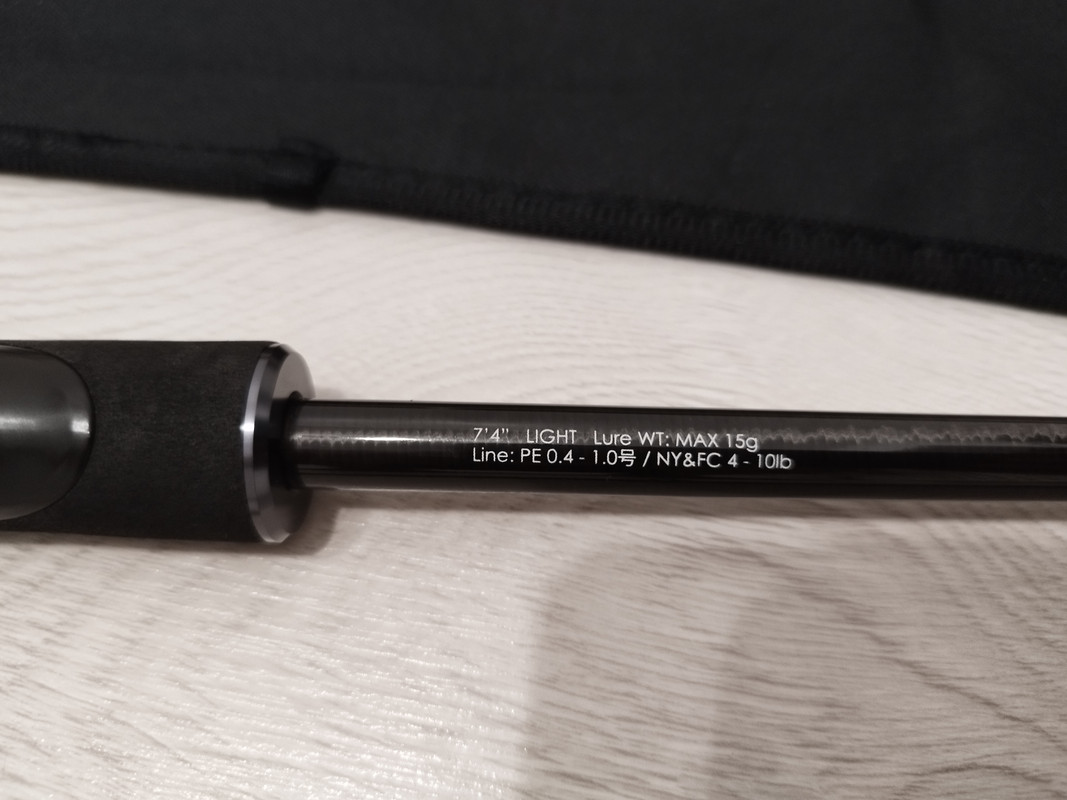 7'4" LIGHT Lure WT: MAX 15g
Line: PE 0.4 - 1.0号 / NY&FC 4 - 10lb